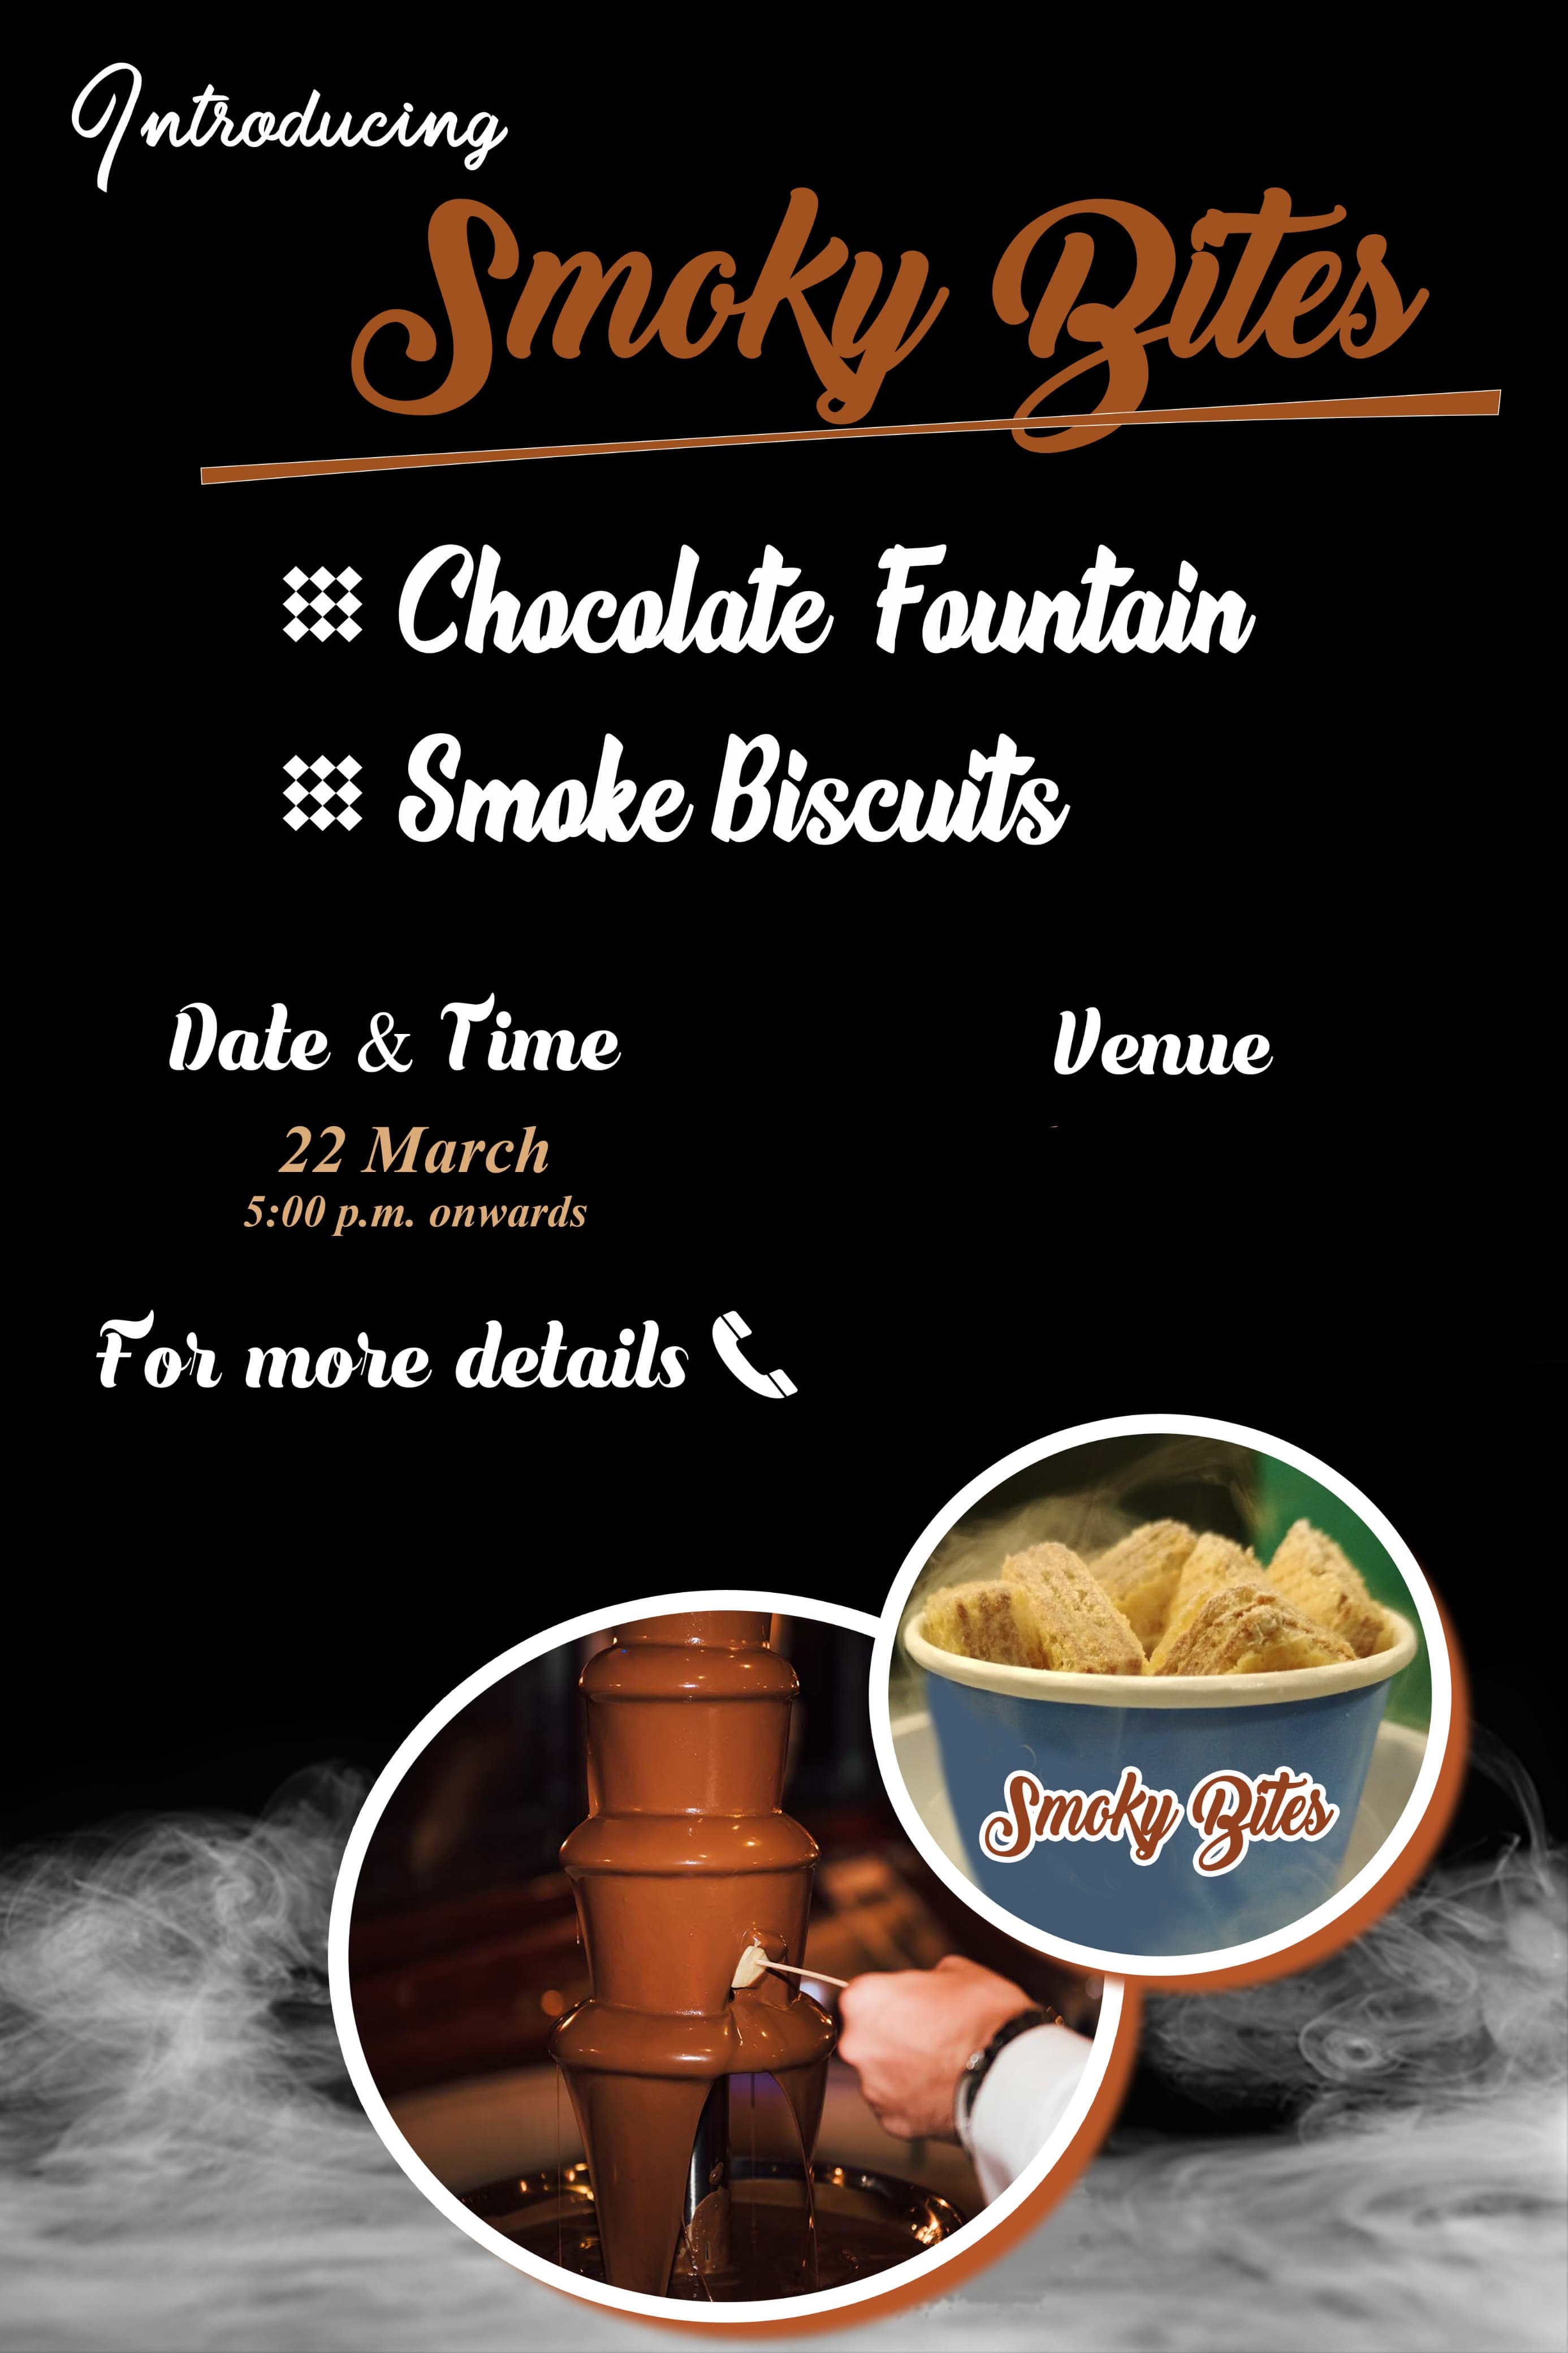 Introducing
Smoky Bites
Chocolate Fountain
Smoke Biscuits
Date & Time
Venue
22 March
5:00 p.m. onwards
For more details
Smoky Bites